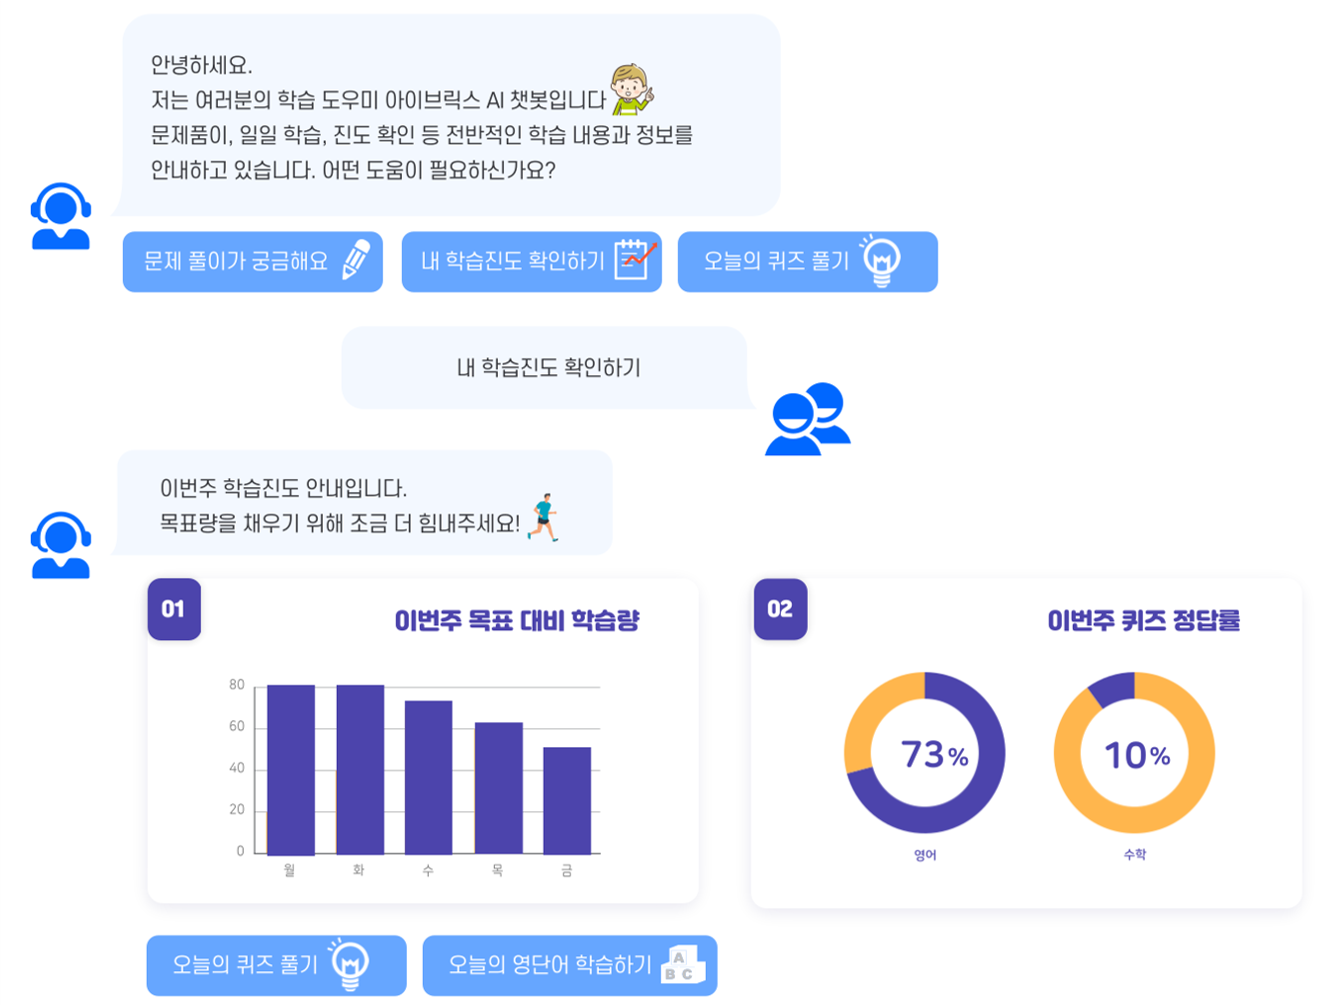 안녕하세요.
저는 여러분의 학습 도우미 아이브릭스 AI 챗봇입니다
문제품이, 일일 학습, 진도 확인 등 전반적인 학습 내용과 정보를
안내하고 있습니다. 어떤 도움이 필요하신가요?
문제 풀이가 궁금해요
내 학습진도 확인하기
오늘의 퀴즈 풀기
내 학습진도 확인하기
이번주 학습진도 안내입니다.
목표량을 채우기 위해 조금 더 힘내주세요!
01
이번주 목표 대비 학습량
80
60
40
20
0
월
화
수
목
금
02
이번주 퀴즈 정답률
73%
10%
영어
수학
오늘의 퀴즈 풀기
오늘의 영단어 학습하기
A
B C